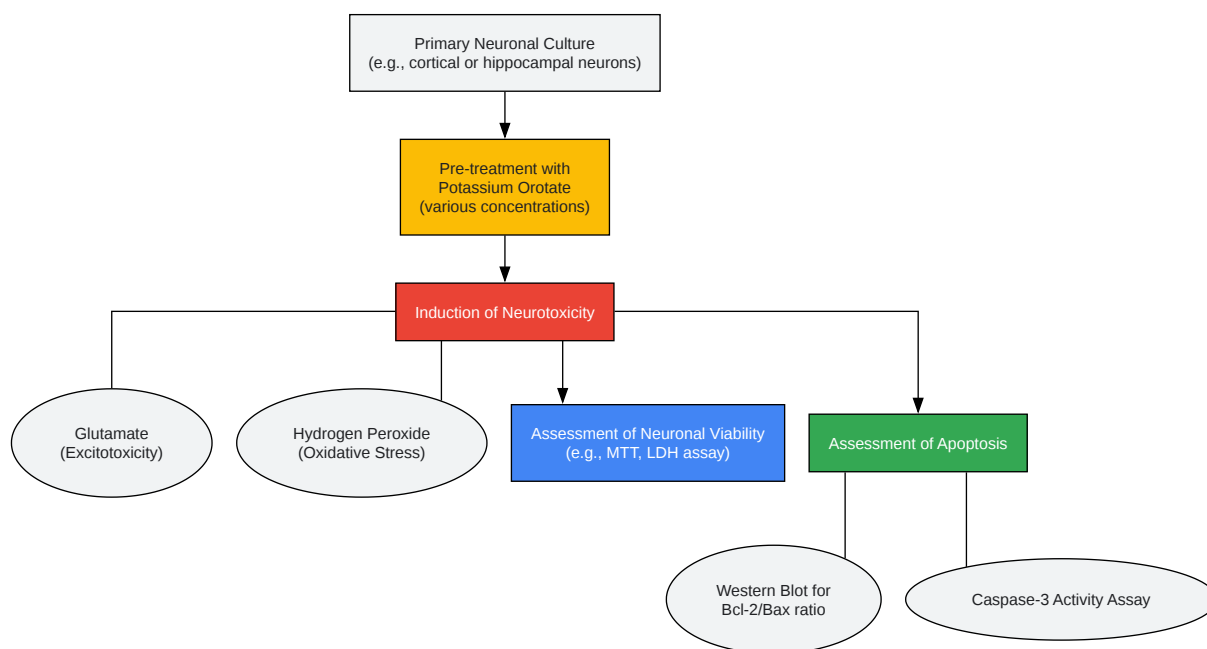 Primary Neuronal Culture
(e.g., cortical or hippocampal neurons)
Pre-treatment with
Potassium Orotate
(various concentrations)
Induction of Neurotoxicity
Glutamate
(Excitotoxicity)
Hydrogen Peroxide
(Oxidative Stress)
Assessment of Neuronal Viability
(e.g., MTT, LDH assay)
Assessment of Apoptosis
Western Blot for
Bcl-2/Bax ratio
Caspase-3 Activity Assay